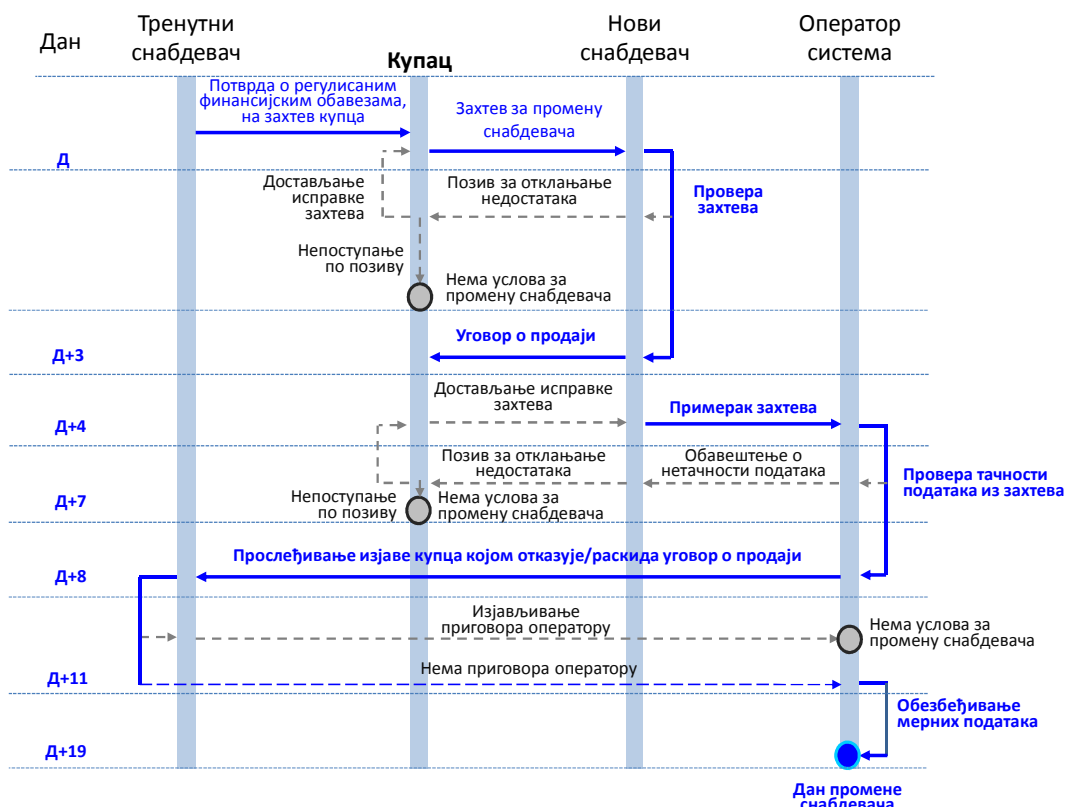 Дан
Тренутни
снабдевач
Купац
Нови
снабдевач
Оператор
система
Потврда о регулисаним
финансијским обавезама,
на захтев купца
Захтев за промену
снабдевача
Д
Достављање
исправке
захтева
Позив за отклањање
недостатака
Провера
захтева
Непоступање
по позиву
Нема услова за
промену снабдевача
Уговор о продаји
Д+3
Достављање исправке
захтева
Примерак захтева
Д+4
Позив за отклањање
недостатака
Обавештење о
нетачности података
Провера тачности
података из захтева
Д+7
Непоступање
по позиву
Нема услова за
промену снабдевача
Прослеђивање изјаве купца којом отказује/раскида уговор о продаји
Д+8
Изјављивање
приговора оператору
Нема услова за
промену снабдевача
Нема приговора оператору
Д+11
Обезбеђивање
мерних података
Д+19
Дан промене
снабдевача